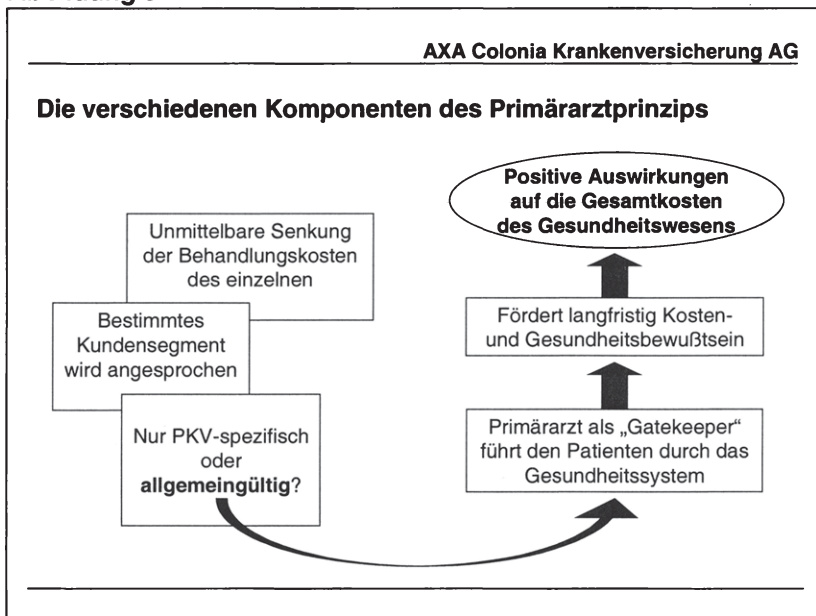 AXA Colonia Krankenversicherung AG
Die verschiedenen Komponenten des Primärarztprinzips
Unmittelbare Senkung
der Behandlungskosten
des einzelnen
Bestimmtes
Kundensegment
wird angesprochen
Nur PKV-spezifisch
oder
allgemeingültig?
Positive Auswirkungen
auf die Gesamtkosten
des Gesundheitswesens
Fördert langfristig Kosten-
und Gesundheitsbewußtsein
Primärarzt als „Gatekeeper“
führt den Patienten durch das
Gesundheitssystem